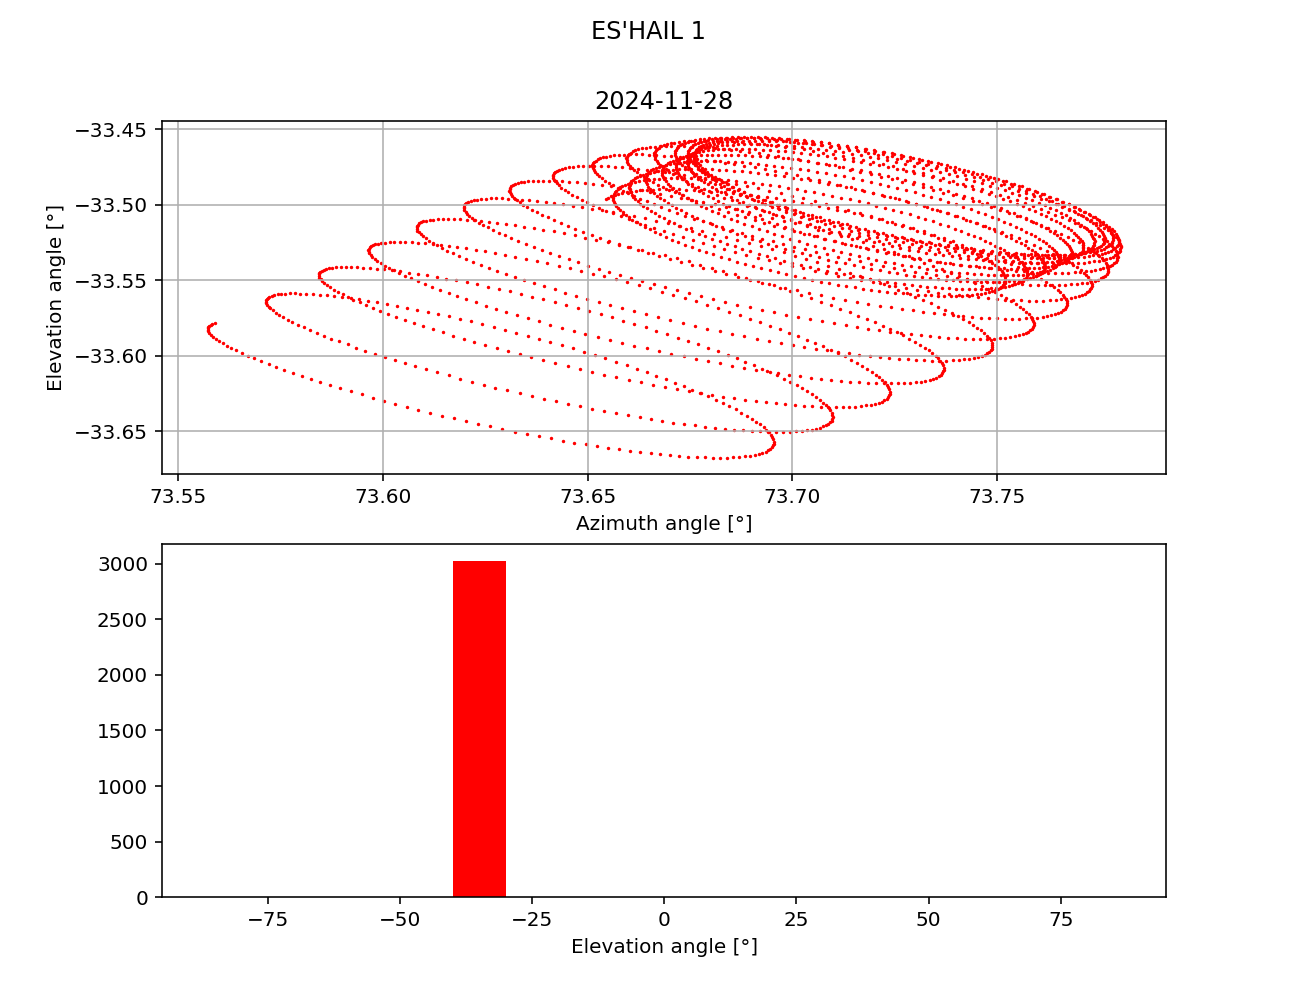 ES'HAIL 1
2024-11-28
−33.45
−33.50
−33.55
−33.60
−33.65
Elevation angle [°]
73.55 73.60 73.65 73.70 73.75
Azimuth angle [°]
3000
2500
2000
1500
1000
500
0
−75 −50 −25 0 25 50 75
Elevation angle [°]